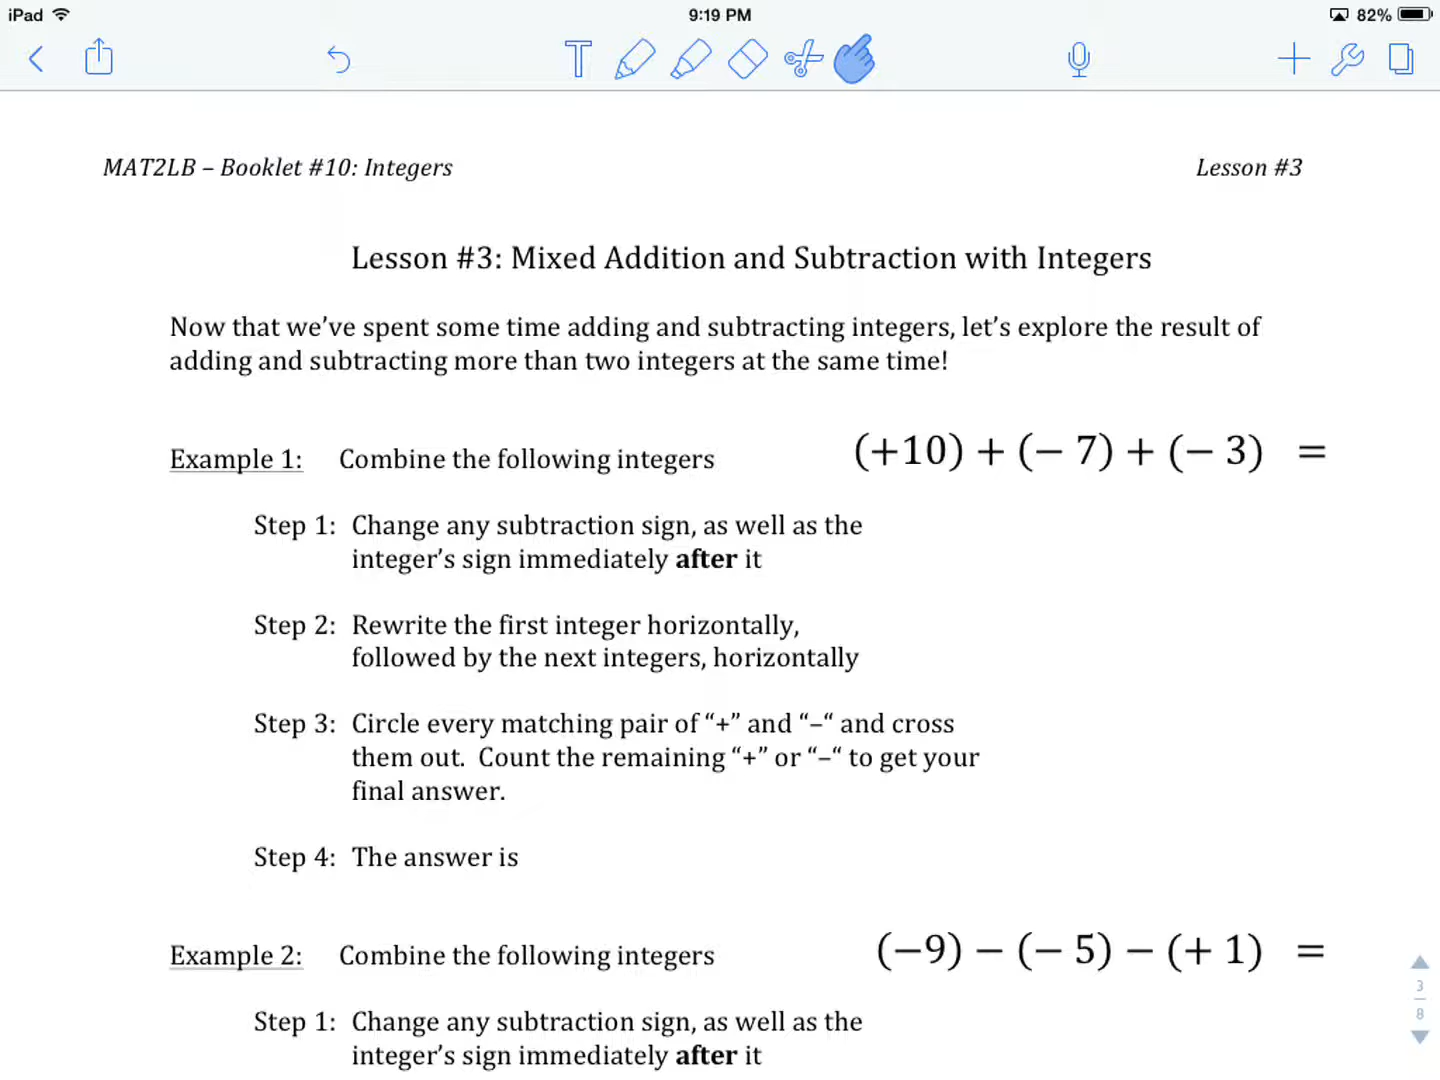 iPad 9:19 PM 82%
MAT2LB – Booklet #10: Integers Lesson #3
Lesson #3: Mixed Addition and Subtraction with Integers
Now that we’ve spent some time adding and subtracting integers, let’s explore the result of
adding and subtracting more than two integers at the same time!
Example 1: Combine the following integers (+10) + (− 7) + (− 3) =
Step 1: Change any subtraction sign, as well as the
integer’s sign immediately after it
Step 2: Rewrite the first integer horizontally,
followed by the next integers, horizontally
Step 3: Circle every matching pair of “+” and “–“ and cross
them out. Count the remaining “+” or “–“ to get your
final answer.
Step 4: The answer is
Example 2: Combine the following integers (−9) − (− 5) − (+ 1) =
Step 1: Change any subtraction sign, as well as the
integer’s sign immediately after it
3
8